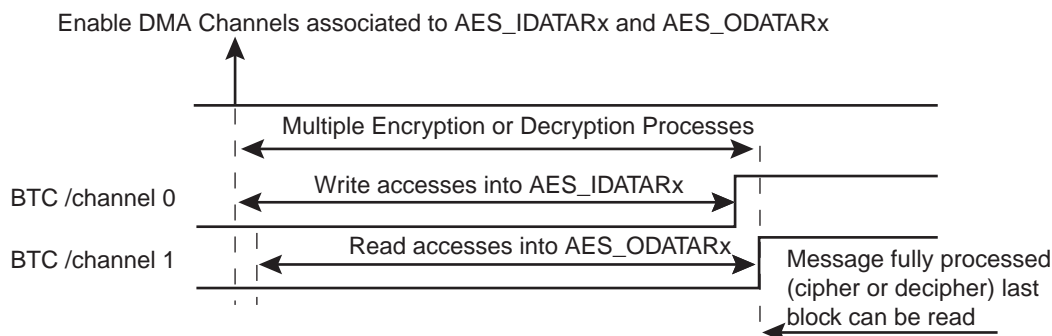 Enable DMA Channels associated to AES_IDATARx and AES_ODATARx
Multiple Encryption or Decryption Processes
BTC /channel 0
Write accesses into AES_IDATARx
BTC /channel 1
Read accesses into AES_ODATARx
Message fully processed
(cipher or decipher) last
block can be read